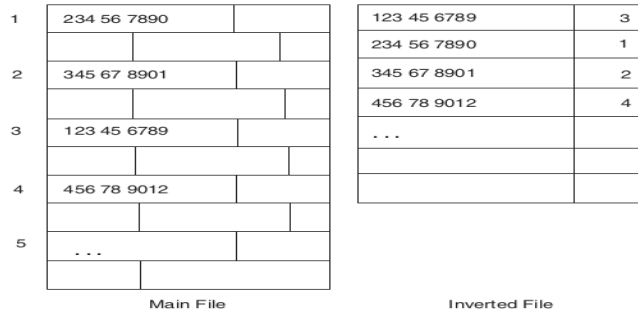 1 234 56 7890
2 345 67 8901
3 123 45 6789
4 456 78 9012
5 ...
Main File
123 45 6789 3
234 56 7890 1
345 67 8901 2
456 78 9012 4
...
Inverted File